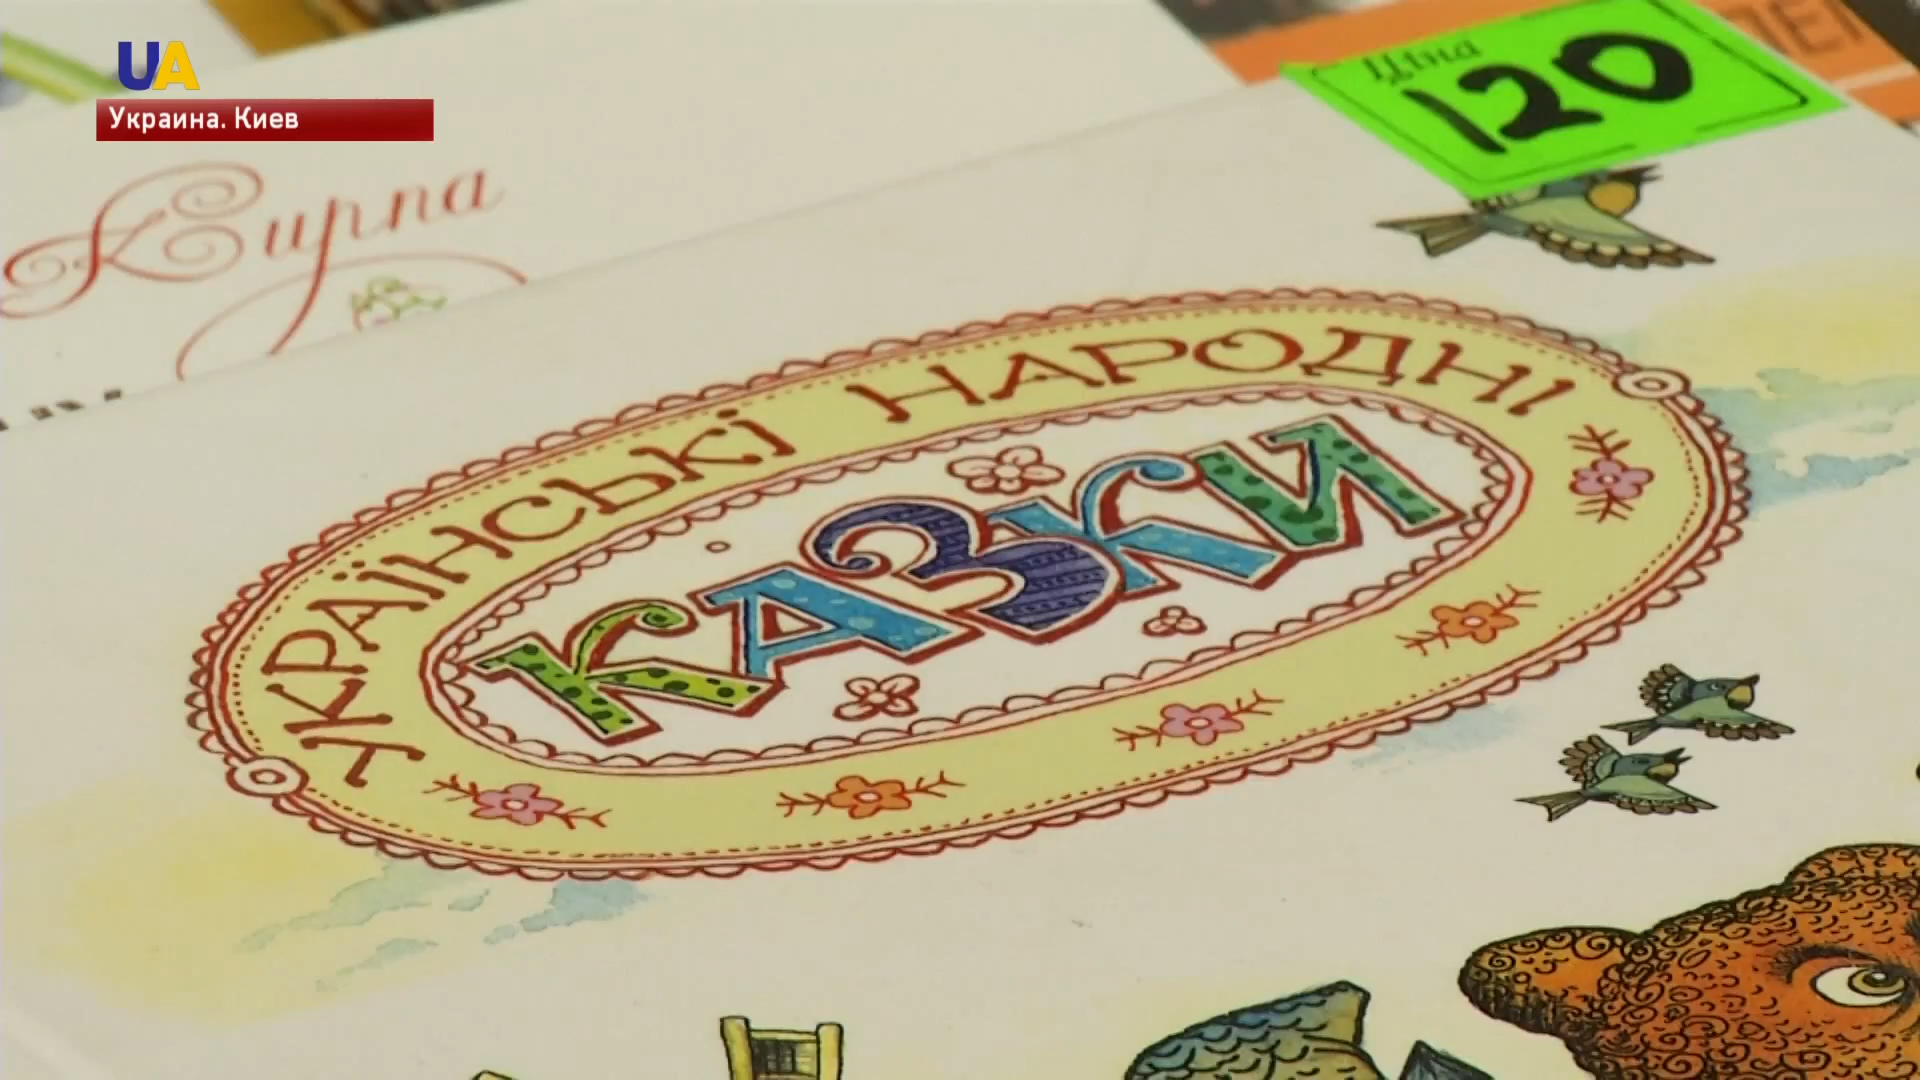 UA
Украина. Киев
Ціна
120
Кирпа
УКРАЇНСЬКІ НАРОДНІ
КАЗКИ